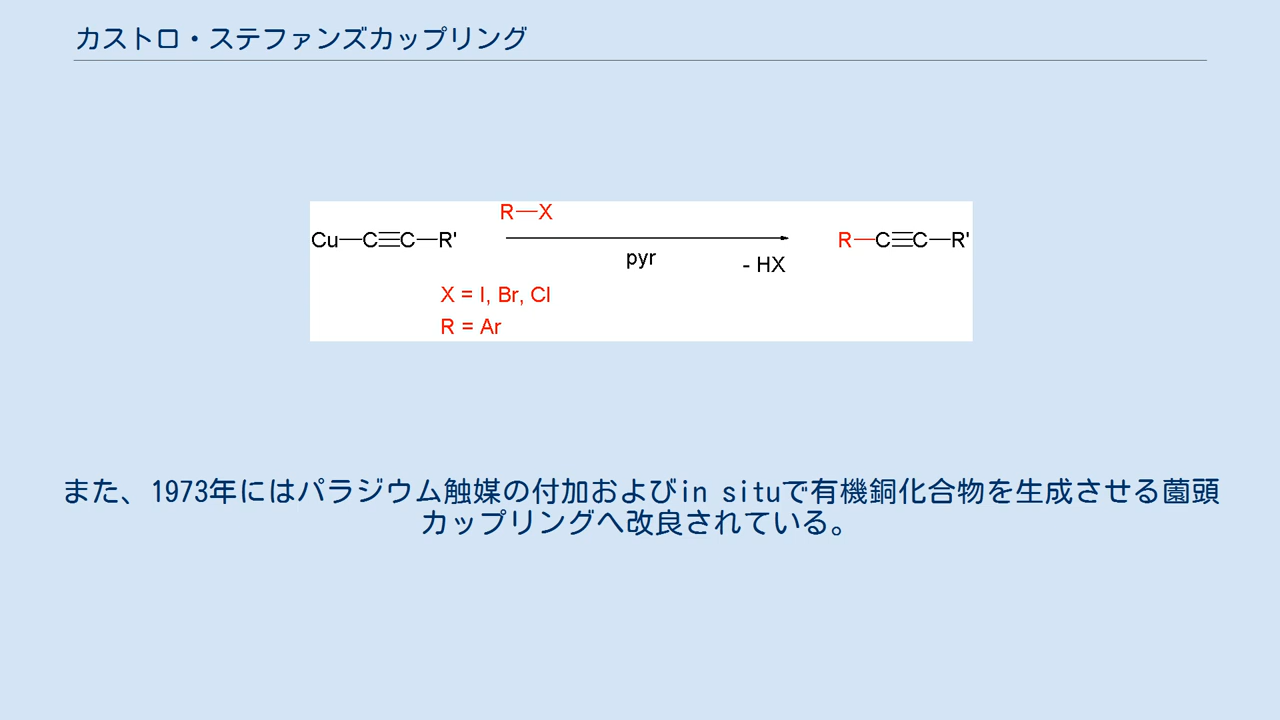 カストロ・ステファンズカップリング
R—X
Cu—C≡C—R'
pyr
- HX
R—C≡C—R'
X = I, Br, Cl
R = Ar
また、1973年にはパラジウム触媒の付加およびin situで有機銅化合物を生成させる薗頭
カップリングへ改良されている。